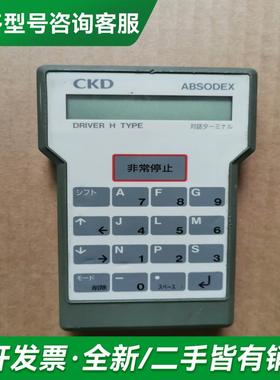 多型号咨询客服
CKD ABSODEX
DRIVER H TYPE 対話ターミナル
非常停止
シフト A 7 F 8 G 9
↑ ← J 4 L 5 M 6
↓ → N 1 P 2 S 3
モード 削除 − 0 • スペース ↵
开发票·全新/二手皆有销